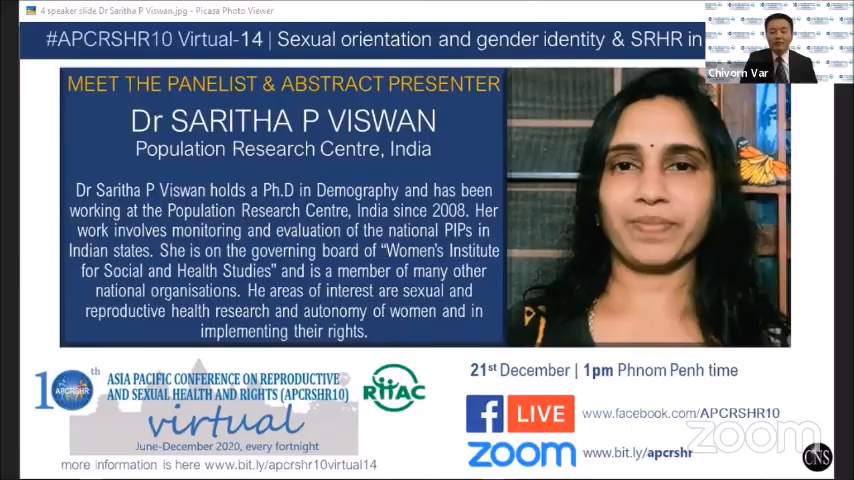 4 speaker slide Dr Saritha P Viswan.jpg - Picasa Photo Viewer
#APCRSHR10 Virtual-14 | Sexual orientation and gender identity & SRHR in
Chivorn Var
MEET THE PANELIST & ABSTRACT PRESENTER
Dr SARITHA P VISWAN
Population Research Centre, India
Dr Saritha P Viswan holds a Ph.D in Demography and has been
working at the Population Research Centre, India since 2008. Her
work involves monitoring and evaluation of the national PIPs in
Indian states. She is on the governing board of “Women’s Institute
for Social and Health Studies” and is a member of many other
national organisations. He areas of interest are sexual and
reproductive health research and autonomy of women and in
implementing their rights.
10th
APCRSHR
ASIA PACIFIC CONFERENCE ON REPRODUCTIVE
AND SEXUAL HEALTH AND RIGHTS (APCRSHR10)
virtual
June-December 2020, every fortnight
more information is here www.bit.ly/apcrshr10virtual14
RHAC
21st December | 1pm Phnom Penh time
LIVE
www.facebook.com/APCRSHR10
zoom
www.bit.ly/apcrshr
zoom
CNS